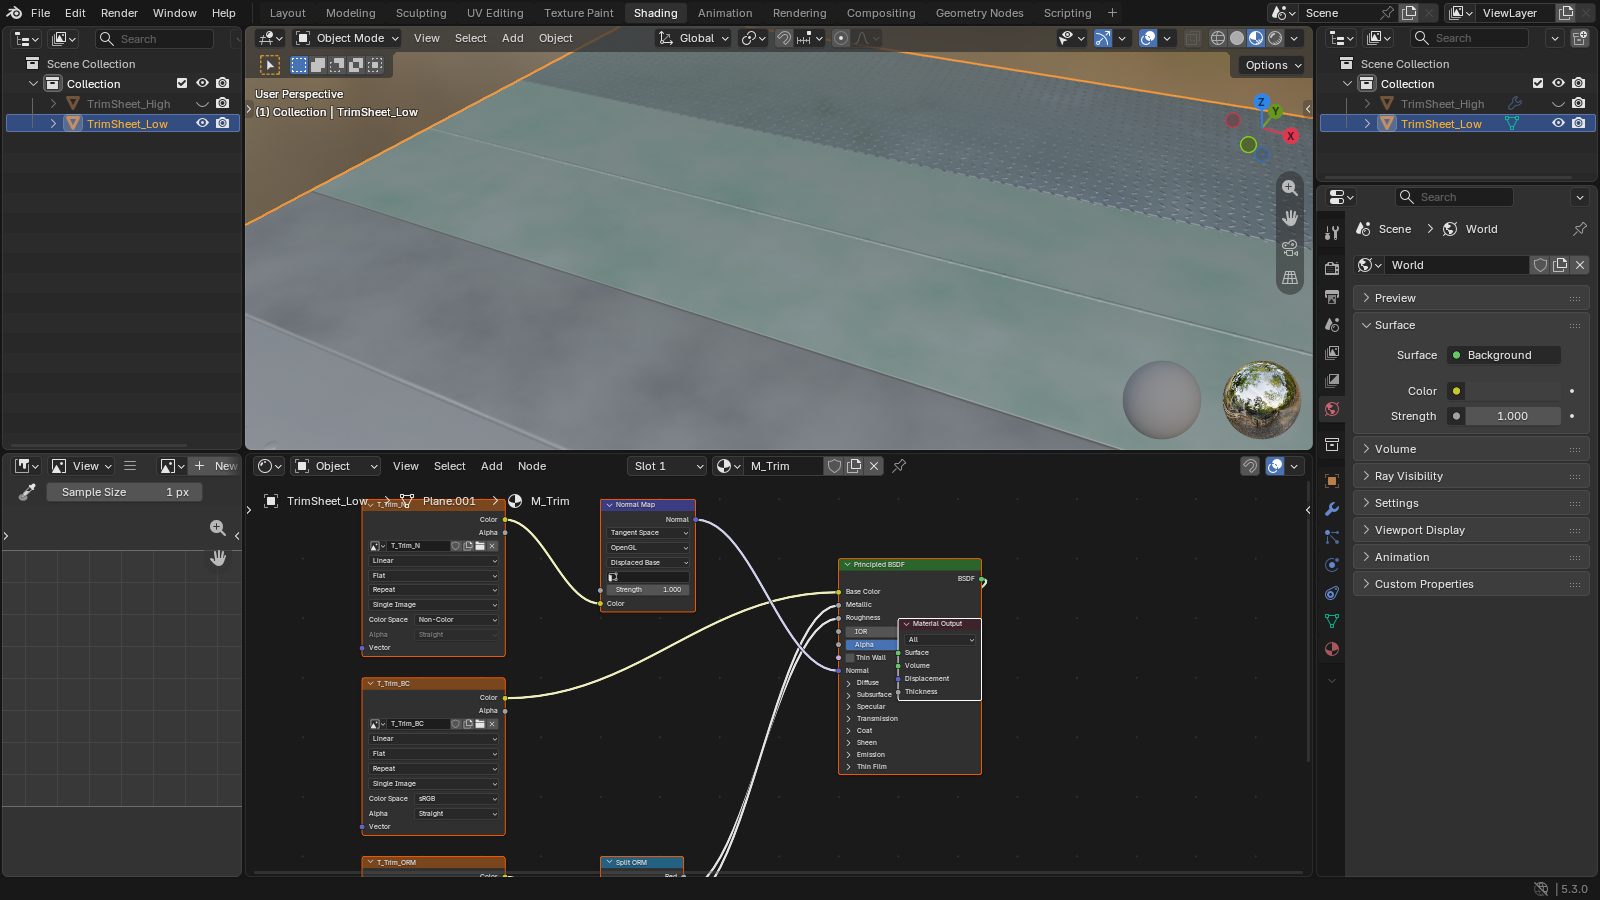 File Edit Render Window Help Layout Modeling Sculpting UV Editing Texture Paint Shading Animation Rendering Compositing Geometry Nodes Scripting Scene ViewLayer
Search
Scene Collection
Collection
TrimSheet_High
TrimSheet_Low
Object Mode View Select Add Object Global
Options
User Perspective
(1) Collection | TrimSheet_Low
Z
Y
X
Search
Scene Collection
Collection
TrimSheet_High
TrimSheet_Low
Search
Scene World
World
Preview
Surface
Surface Background
Color
Strength 1.000
Volume
Ray Visibility
Settings
Viewport Display
Animation
Custom Properties
View New
Sample Size 1 px
Object View Select Add Node Slot 1 M_Trim
TrimSheet_Low Plane.001 M_Trim
Color
Alpha
T_Trim_N
Linear
Flat
Repeat
Single Image
Color Space Non-Color
Alpha Straight
Vector
T_Trim_BC
Color
Alpha
T_Trim_BC
Linear
Flat
Repeat
Single Image
Color Space sRGB
Alpha Straight
Vector
T_Trim_ORM
Normal Map
Normal
Tangent Space
OpenGL
Displaced Base
Strength 1.000
Color
Split ORM
Principled BSDF
BSDF
Base Color
Metallic
Roughness
IOR
Alpha
Thin Wall
Normal
Diffuse
Subsurface
Specular
Transmission
Coat
Sheen
Emission
Thin Film
Material Output
All
Surface
Volume
Displacement
Thickness
5.3.0